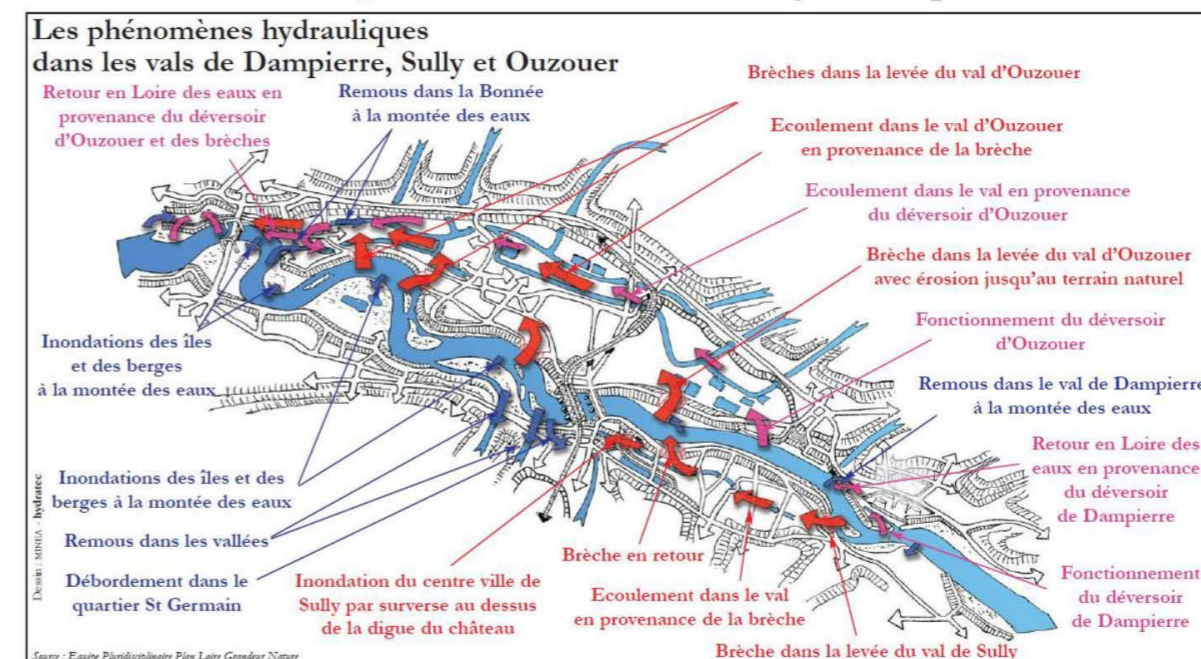 Les phénomènes hydrauliques
dans les vals de Dampierre, Sully et Ouzouer
Retour en Loire des eaux en
provenance du déversoir
d'Ouzouer et des brèches
Remous dans la Bonnée
à la montée des eaux
Brèches dans la levée du val d'Ouzouer
Ecoulement dans le val d'Ouzouer
en provenance de la brèche
Ecoulement dans le val en provenance
du déversoir d'Ouzouer
Brèche dans la levée du val d'Ouzouer
avec érosion jusqu'au terrain naturel
Fonctionnement du déversoir
d'Ouzouer
Remous dans le val de Dampierre
à la montée des eaux
Retour en Loire des
eaux en provenance
du déversoir
de Dampierre
Fonctionnement
du déversoir
de Dampierre
Inondations des îles
et des berges
à la montée des eaux
Inondations des îles et des
berges à la montée des eaux
Remous dans les vallées
Débordement dans le
quartier St Germain
Inondation du centre ville de
Sully par surverse au dessus
de la digue du château
Brèche en retour
Ecoulement dans le val
en provenance de la brèche
Brèche dans la levée du val de Sully
Dessin : MINEA - hydratec
Source : Equipe Pluridisciplinaire Plan Loire Grandeur Nature